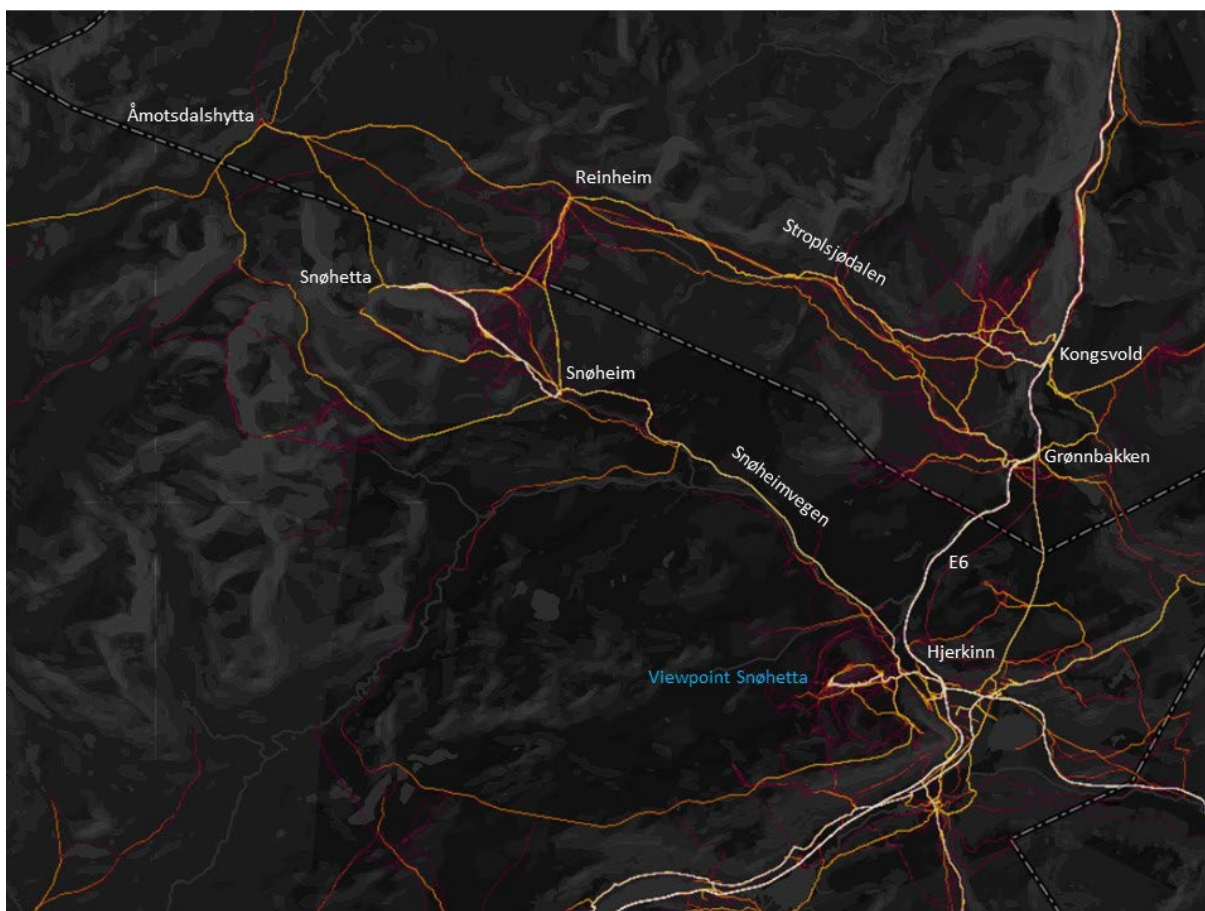 Åmotsdalshytta
Reinheim
Stroplsjødalen
Snøhetta
Kongsvold
Snøheim
Grønnbakken
Snøheimvegen
E6
Hjerkinn
Viewpoint Snøhetta